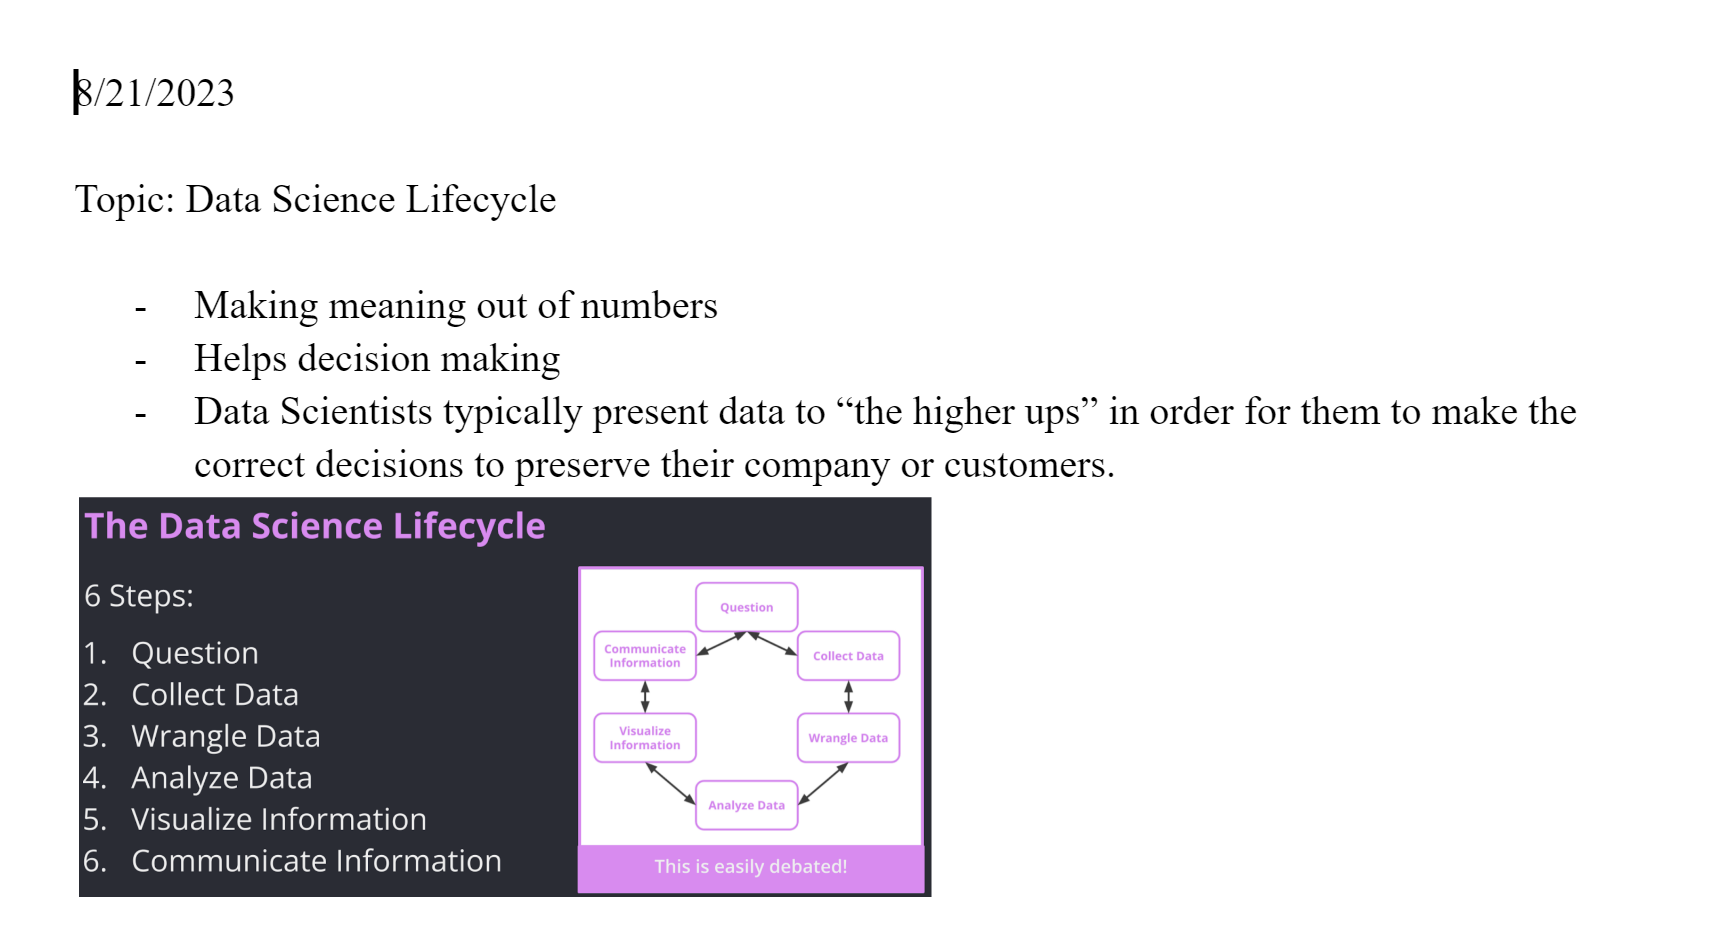 8/21/2023
Topic: Data Science Lifecycle
- Making meaning out of numbers
- Helps decision making
- Data Scientists typically present data to “the higher ups” in order for them to make the
correct decisions to preserve their company or customers.
The Data Science Lifecycle
6 Steps:
1. Question
2. Collect Data
3. Wrangle Data
4. Analyze Data
5. Visualize Information
6. Communicate Information
Question
Communicate
Information
Collect Data
Visualize
Information
Wrangle Data
Analyze Data
This is easily debated!